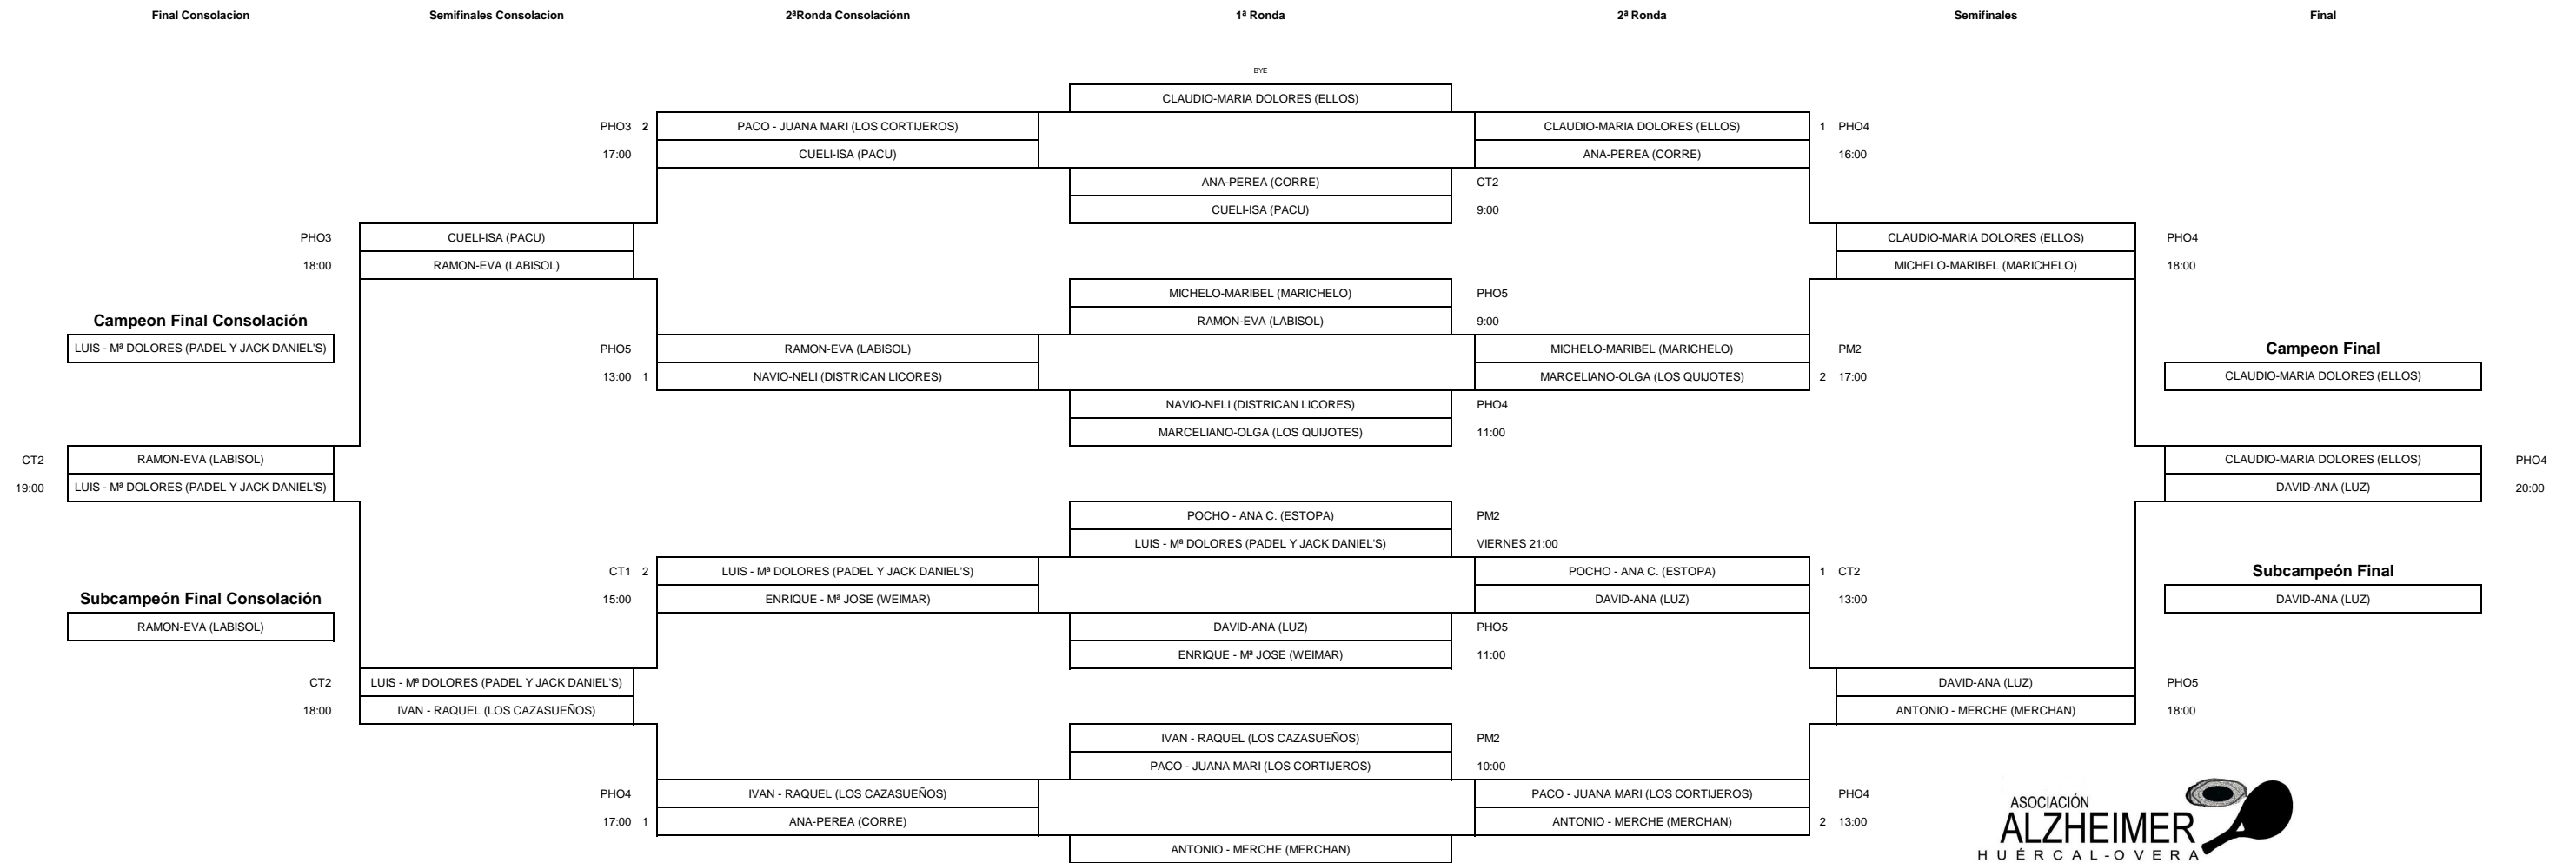 Final Consolacion
Semifinales Consolacion
2ªRonda Consolaciónn
1ª Ronda
2ª Ronda
Semifinales
Final
BYE
CLAUDIO-MARIA DOLORES (ELLOS)
PHO3 2 PACO - JUANA MARI (LOS CORTIJEROS)
17:00 CUELI-ISA (PACU)
CLAUDIO-MARIA DOLORES (ELLOS) 1 PHO4
ANA-PEREA (CORRE) 16:00
ANA-PEREA (CORRE) CT2
CUELI-ISA (PACU) 9:00
PHO3 CUELI-ISA (PACU)
18:00 RAMON-EVA (LABISOL)
CLAUDIO-MARIA DOLORES (ELLOS) PHO4
MICHELO-MARIBEL (MARICHELO) 18:00
MICHELO-MARIBEL (MARICHELO) PHO5
RAMON-EVA (LABISOL) 9:00
Campeon Final Consolación
LUIS - Mª DOLORES (PADEL Y JACK DANIEL'S)
PHO5 RAMON-EVA (LABISOL)
13:00 1 NAVIO-NELI (DISTRICAN LICORES)
MICHELO-MARIBEL (MARICHELO) PM2
MARCELIANO-OLGA (LOS QUIJOTES) 2 17:00
Campeon Final
CLAUDIO-MARIA DOLORES (ELLOS)
NAVIO-NELI (DISTRICAN LICORES) PHO4
MARCELIANO-OLGA (LOS QUIJOTES) 11:00
CT2 RAMON-EVA (LABISOL)
19:00 LUIS - Mª DOLORES (PADEL Y JACK DANIEL'S)
CLAUDIO-MARIA DOLORES (ELLOS) PHO4
DAVID-ANA (LUZ) 20:00
POCHO - ANA C. (ESTOPA) PM2
LUIS - Mª DOLORES (PADEL Y JACK DANIEL'S) VIERNES 21:00
CT1 2 LUIS - Mª DOLORES (PADEL Y JACK DANIEL'S)
15:00 ENRIQUE - Mª JOSE (WEIMAR)
POCHO - ANA C. (ESTOPA) 1 CT2
DAVID-ANA (LUZ) 13:00
Subcampeón Final
DAVID-ANA (LUZ)
Subcampeón Final Consolación
RAMON-EVA (LABISOL)
DAVID-ANA (LUZ) PHO5
ENRIQUE - Mª JOSE (WEIMAR) 11:00
CT2 LUIS - Mª DOLORES (PADEL Y JACK DANIEL'S)
18:00 IVAN - RAQUEL (LOS CAZASUEÑOS)
DAVID-ANA (LUZ) PHO5
ANTONIO - MERCHE (MERCHAN) 18:00
IVAN - RAQUEL (LOS CAZASUEÑOS) PM2
PACO - JUANA MARI (LOS CORTIJEROS) 10:00
PHO4 IVAN - RAQUEL (LOS CAZASUEÑOS)
17:00 1 ANA-PEREA (CORRE)
PACO - JUANA MARI (LOS CORTIJEROS) PHO4
ANTONIO - MERCHE (MERCHAN) 2 13:00
ANTONIO - MERCHE (MERCHAN)
ASOCIACIÓN
ALZHEIMER
HUÉRCAL-OVERA